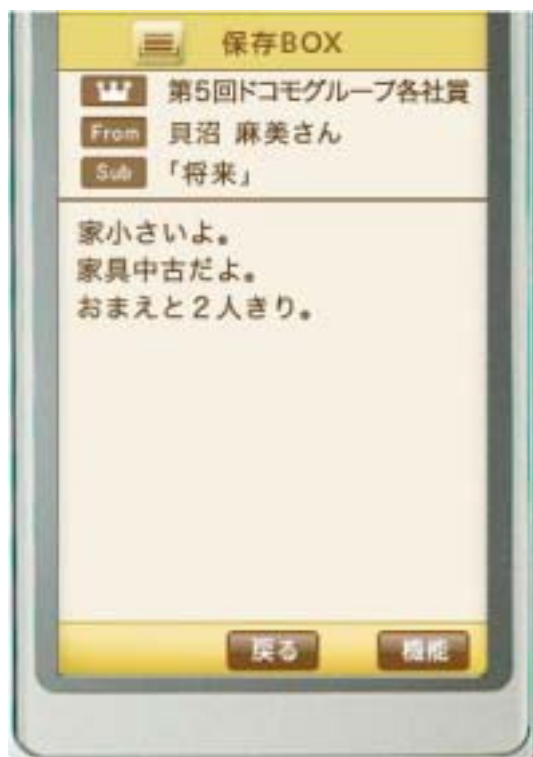 保存BOX
第5回ドコモグループ各社賞
From 貝沼 麻美さん
Sub 「将来」
家小さいよ。
家具中古だよ。
おまえと2人きり。
戻る 機能